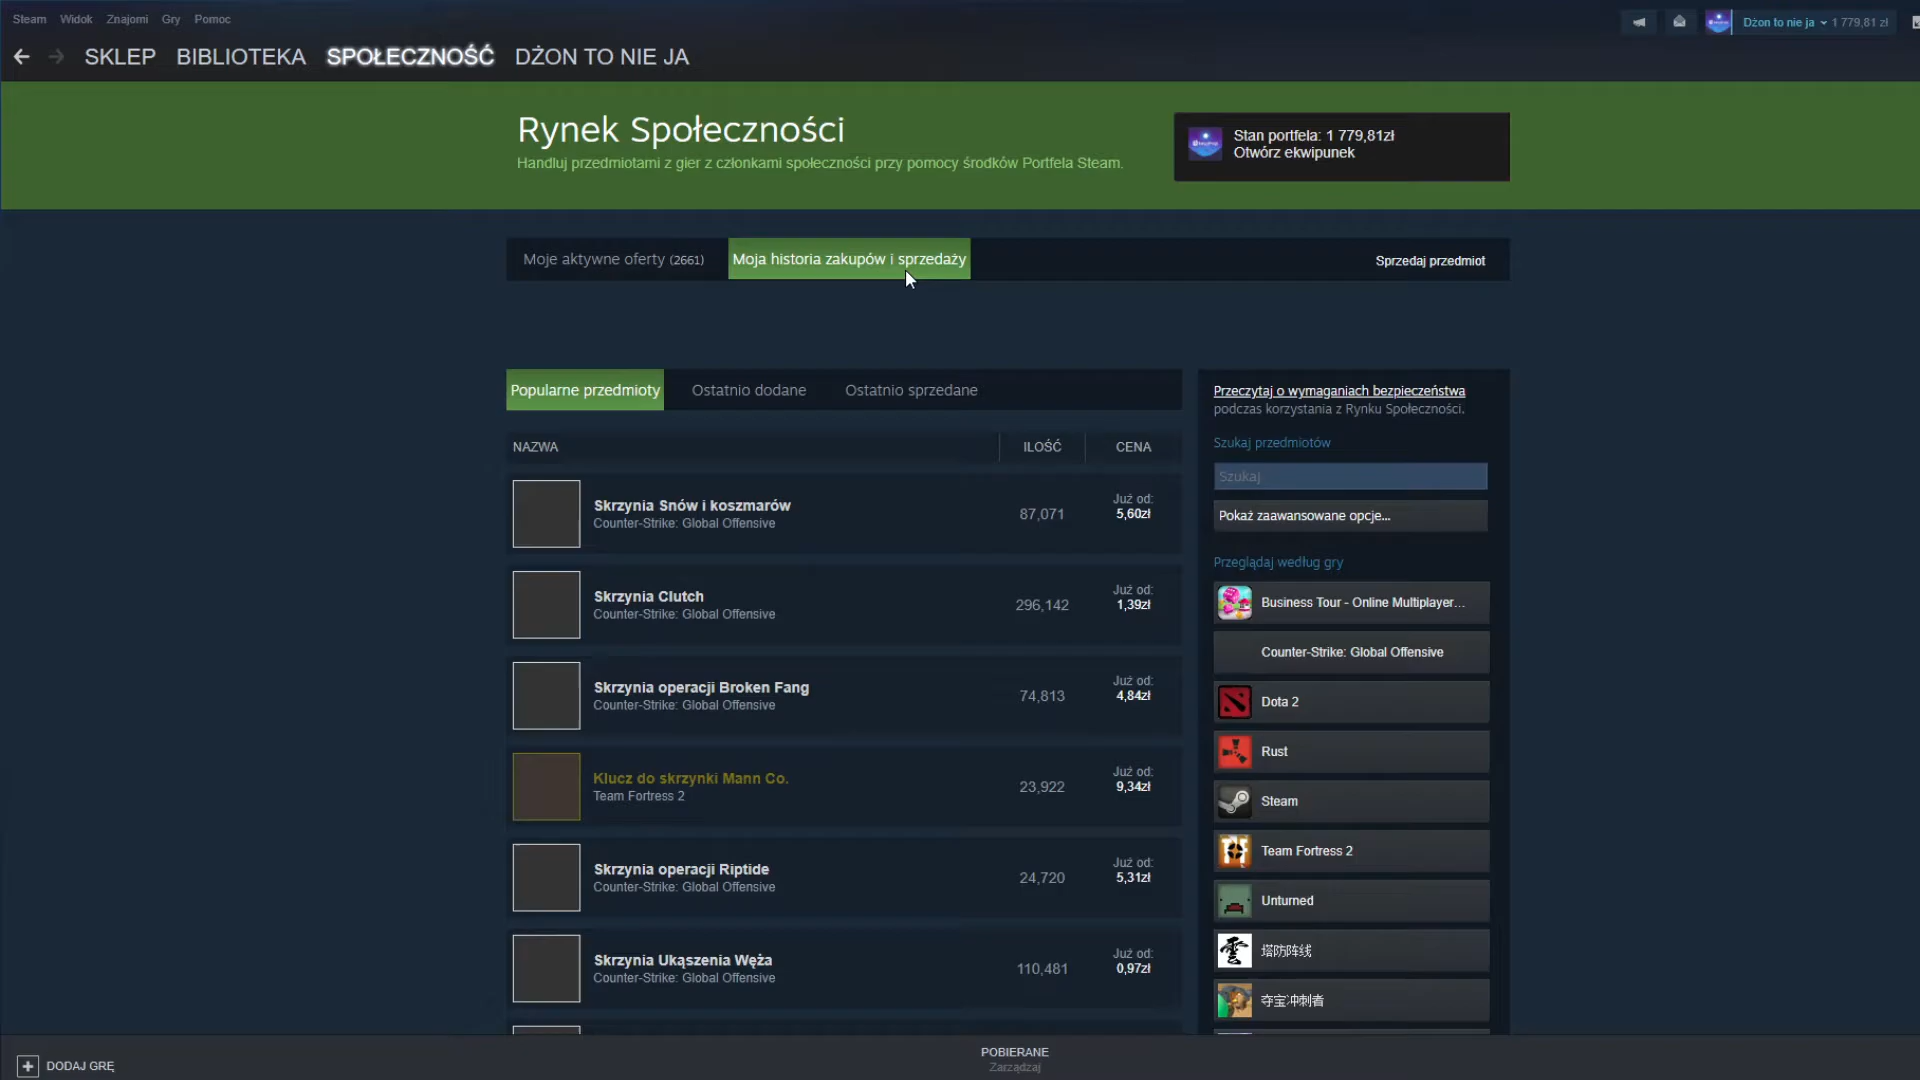 Steam Widok Znajomi Gry Pomoc
Dżon to nie ja 1 779,81 zł
SKLEP BIBLIOTEKA SPOŁECZNOŚĆ DŻON TO NIE JA
Rynek Społeczności
Handluj przedmiotami z gier z członkami społeczności przy pomocy środków Portfela Steam.
Stan portfela: 1 779,81zł
Otwórz ekwipunek
Moje aktywne oferty (2661) Moja historia zakupów i sprzedaży Sprzedaj przedmiot
Popularne przedmioty Ostatnio dodane Ostatnio sprzedane
NAZWA ILOŚĆ CENA
Skrzynia Snów i koszmarów
Counter-Strike: Global Offensive
87,071
Już od:
5,60zł
Skrzynia Clutch
Counter-Strike: Global Offensive
296,142
Już od:
1,39zł
Skrzynia operacji Broken Fang
Counter-Strike: Global Offensive
74,813
Już od:
4,84zł
Klucz do skrzynki Mann Co.
Team Fortress 2
23,922
Już od:
9,34zł
Skrzynia operacji Riptide
Counter-Strike: Global Offensive
24,720
Już od:
5,31zł
Skrzynia Ukąszenia Węża
Counter-Strike: Global Offensive
110,481
Już od:
0,97zł
Przeczytaj o wymaganiach bezpieczeństwa
podczas korzystania z Rynku Społeczności.
Szukaj przedmiotów
Szukaj
Pokaż zaawansowane opcje...
Przeglądaj według gry
Business Tour - Online Multiplayer...
Counter-Strike: Global Offensive
Dota 2
Rust
Steam
Team Fortress 2
Unturned
塔防阵线
夺宝冲刺者
DODAJ GRĘ
POBIERANE
Zarządzaj